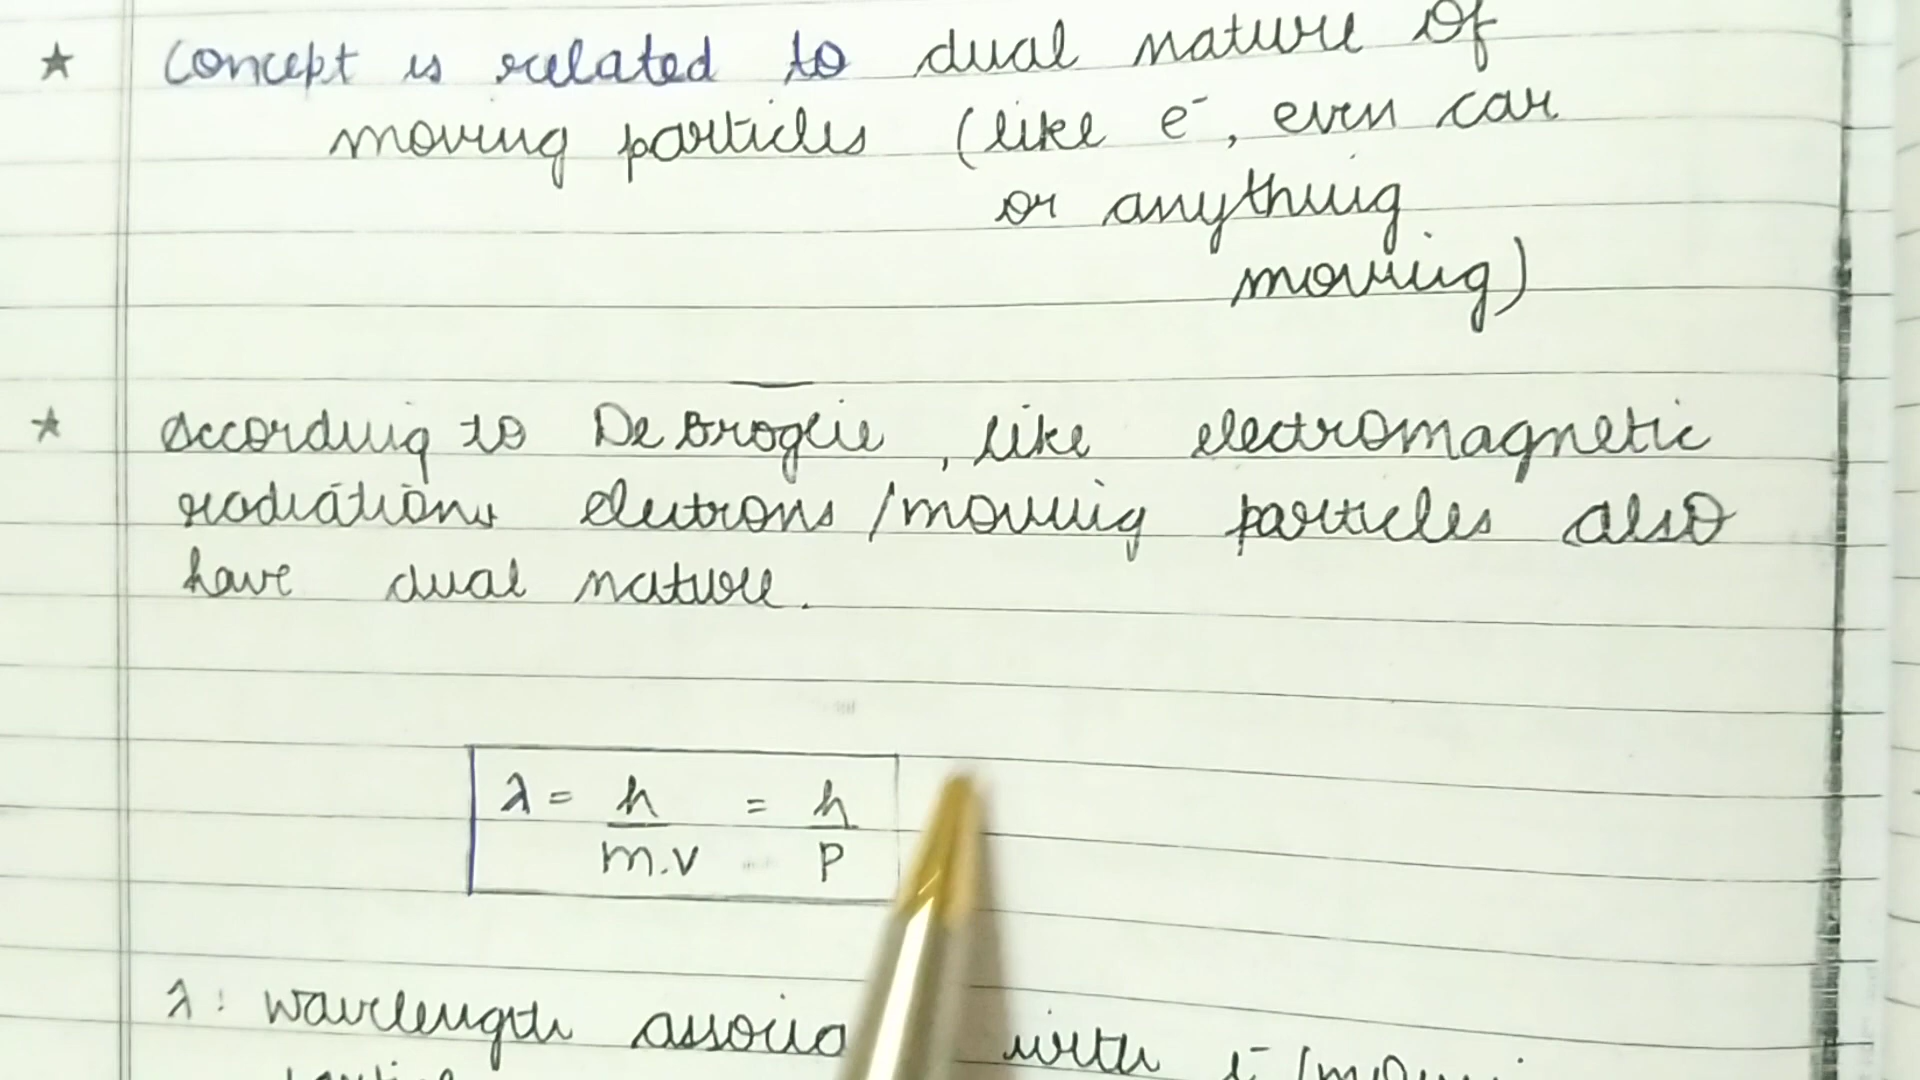 ★ Concept is related to dual nature of
moving particles (like e⁻, even car
or anything
moving)
★ According to De Broglie, like electromagnetic
radiations electrons/moving particles also
have dual nature.
λ = h/m.v = h/p
λ : wavelength with e⁻/